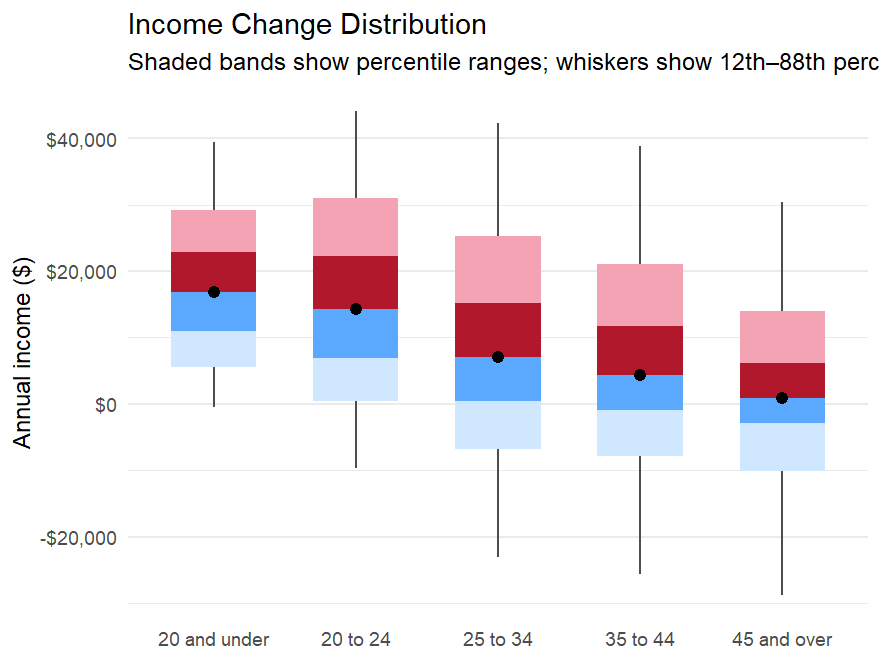 Income Change Distribution
Shaded bands show percentile ranges; whiskers show 12th–88th perc
Annual income ($)
$40,000
$20,000
$0
-$20,000
20 and under
20 to 24
25 to 34
35 to 44
45 and over